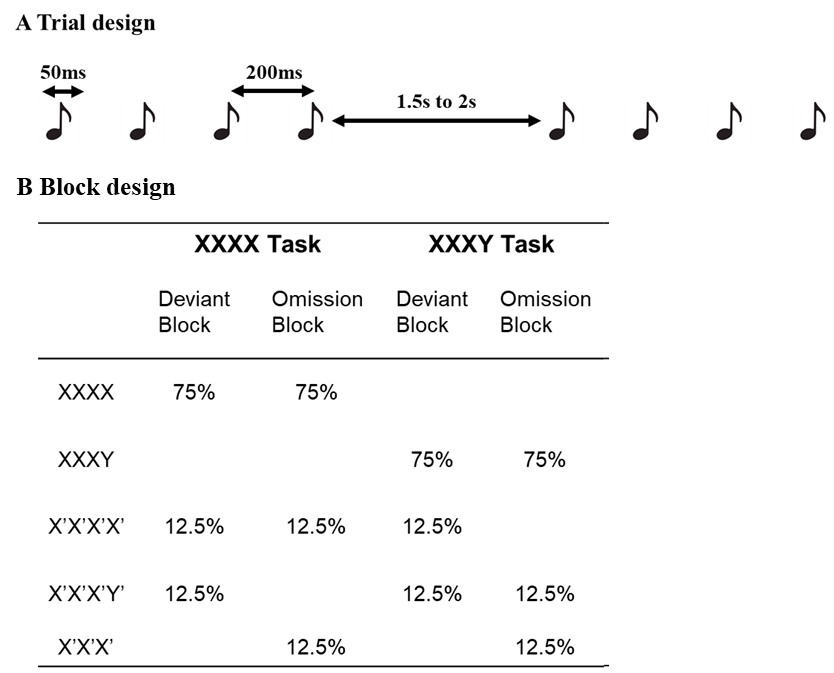 A Trial design
50ms
200ms
1.5s to 2s
B Block design
XXXX Task XXXY Task
Deviant Block Omission Block Deviant Block Omission Block
XXXX 75% 75%
XXXY 75% 75%
X’X’X’X’ 12.5% 12.5% 12.5%
X’X’X’Y’ 12.5% 12.5% 12.5%
X’X’X’ 12.5% 12.5%